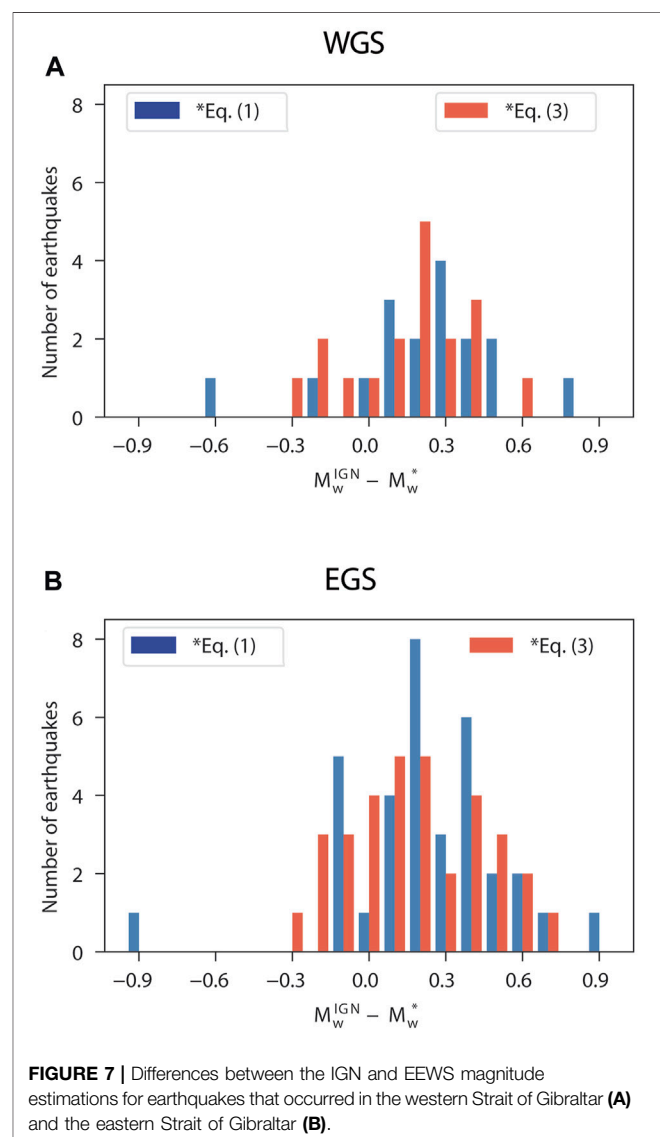 WGS
A
*Eq. (1) *Eq. (3)
8
6
4
2
0
Number of earthquakes
−0.9 −0.6 −0.3 0.0 0.3 0.6 0.9
M_w^IGN − M_w^*
EGS
B
*Eq. (1) *Eq. (3)
8
6
4
2
0
Number of earthquakes
−0.9 −0.6 −0.3 0.0 0.3 0.6 0.9
M_w^IGN − M_w^*
FIGURE 7 | Differences between the IGN and EEWS magnitude
estimations for earthquakes that occurred in the western Strait of Gibraltar (A)
and the eastern Strait of Gibraltar (B).